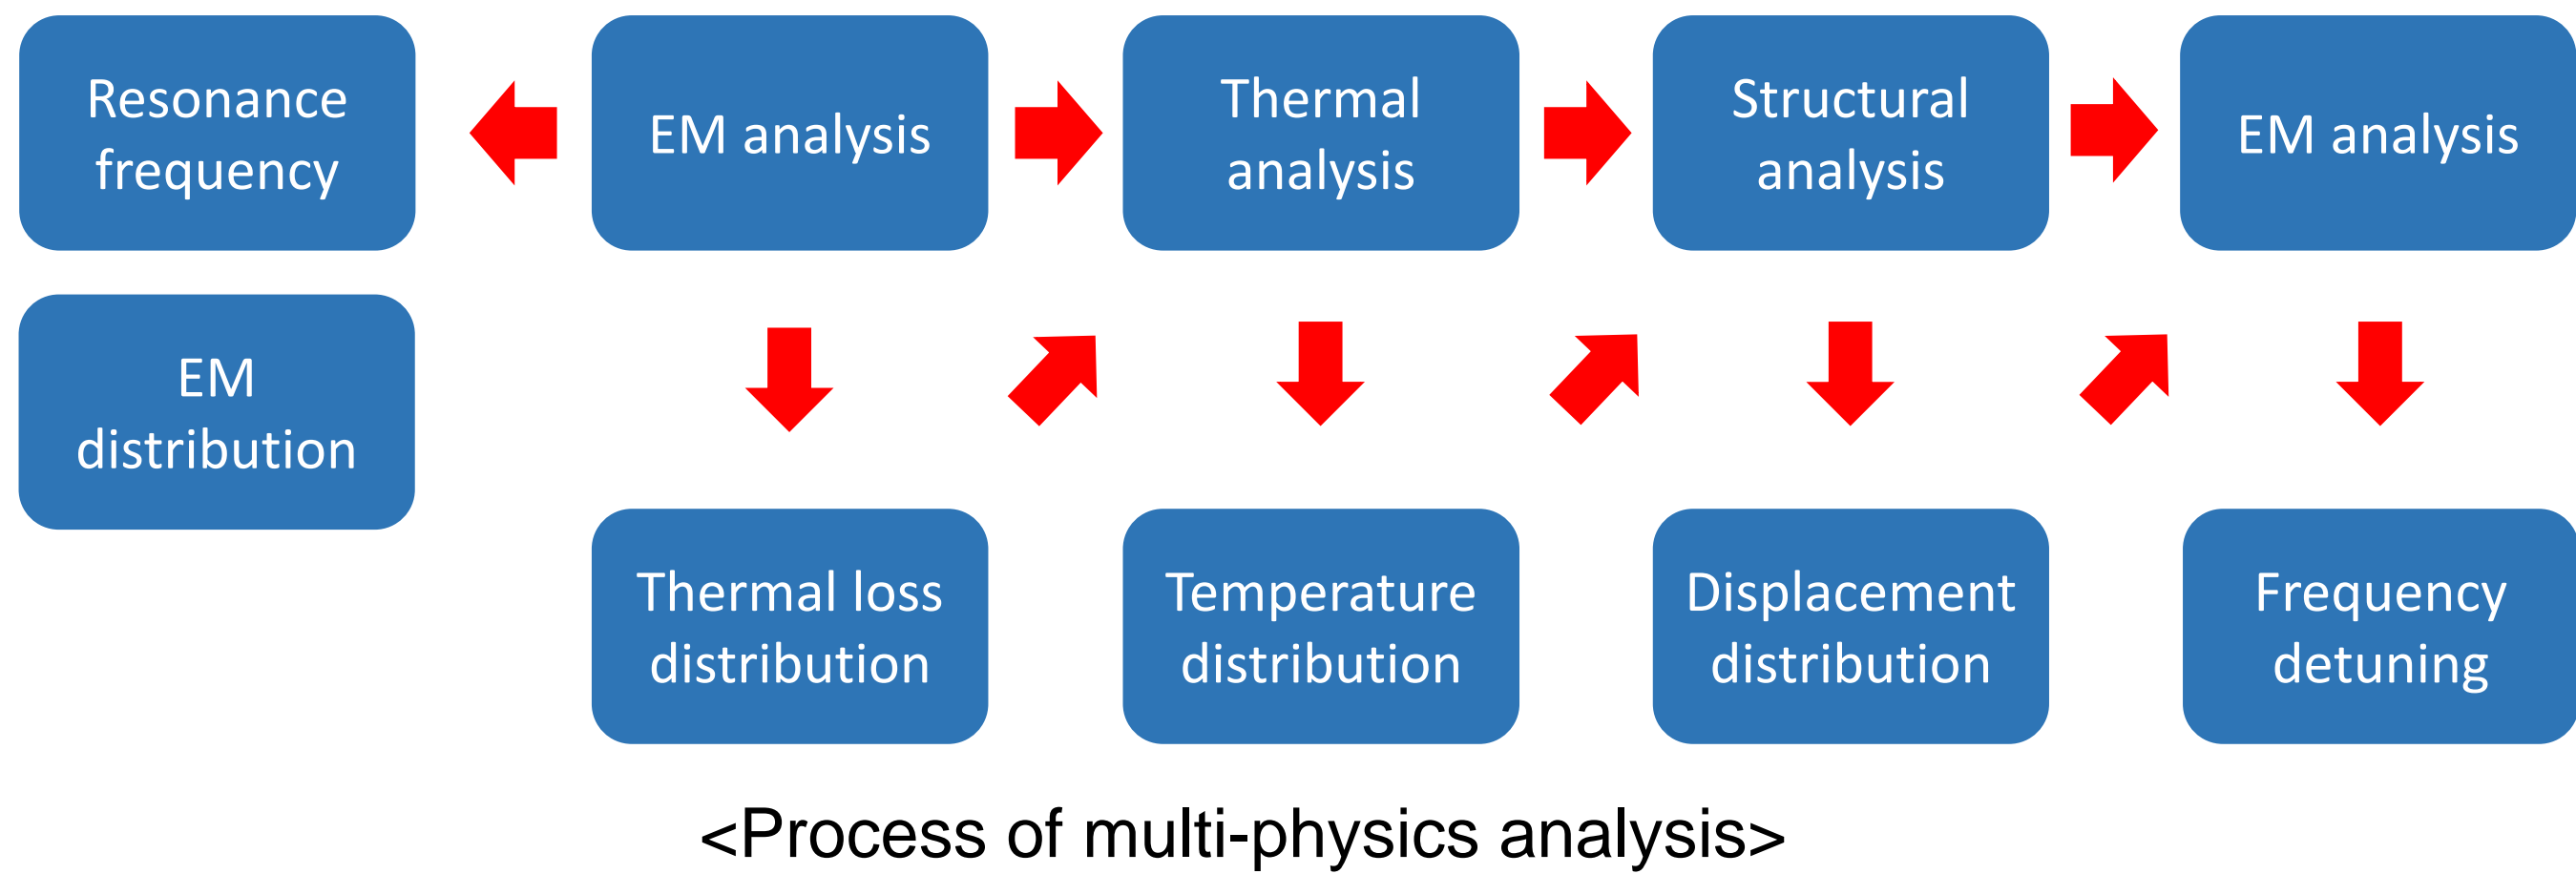 Resonance
frequency
EM analysis
Thermal
analysis
Structural
analysis
EM analysis
EM
distribution
Thermal loss
distribution
Temperature
distribution
Displacement
distribution
Frequency
detuning
<Process of multi-physics analysis>